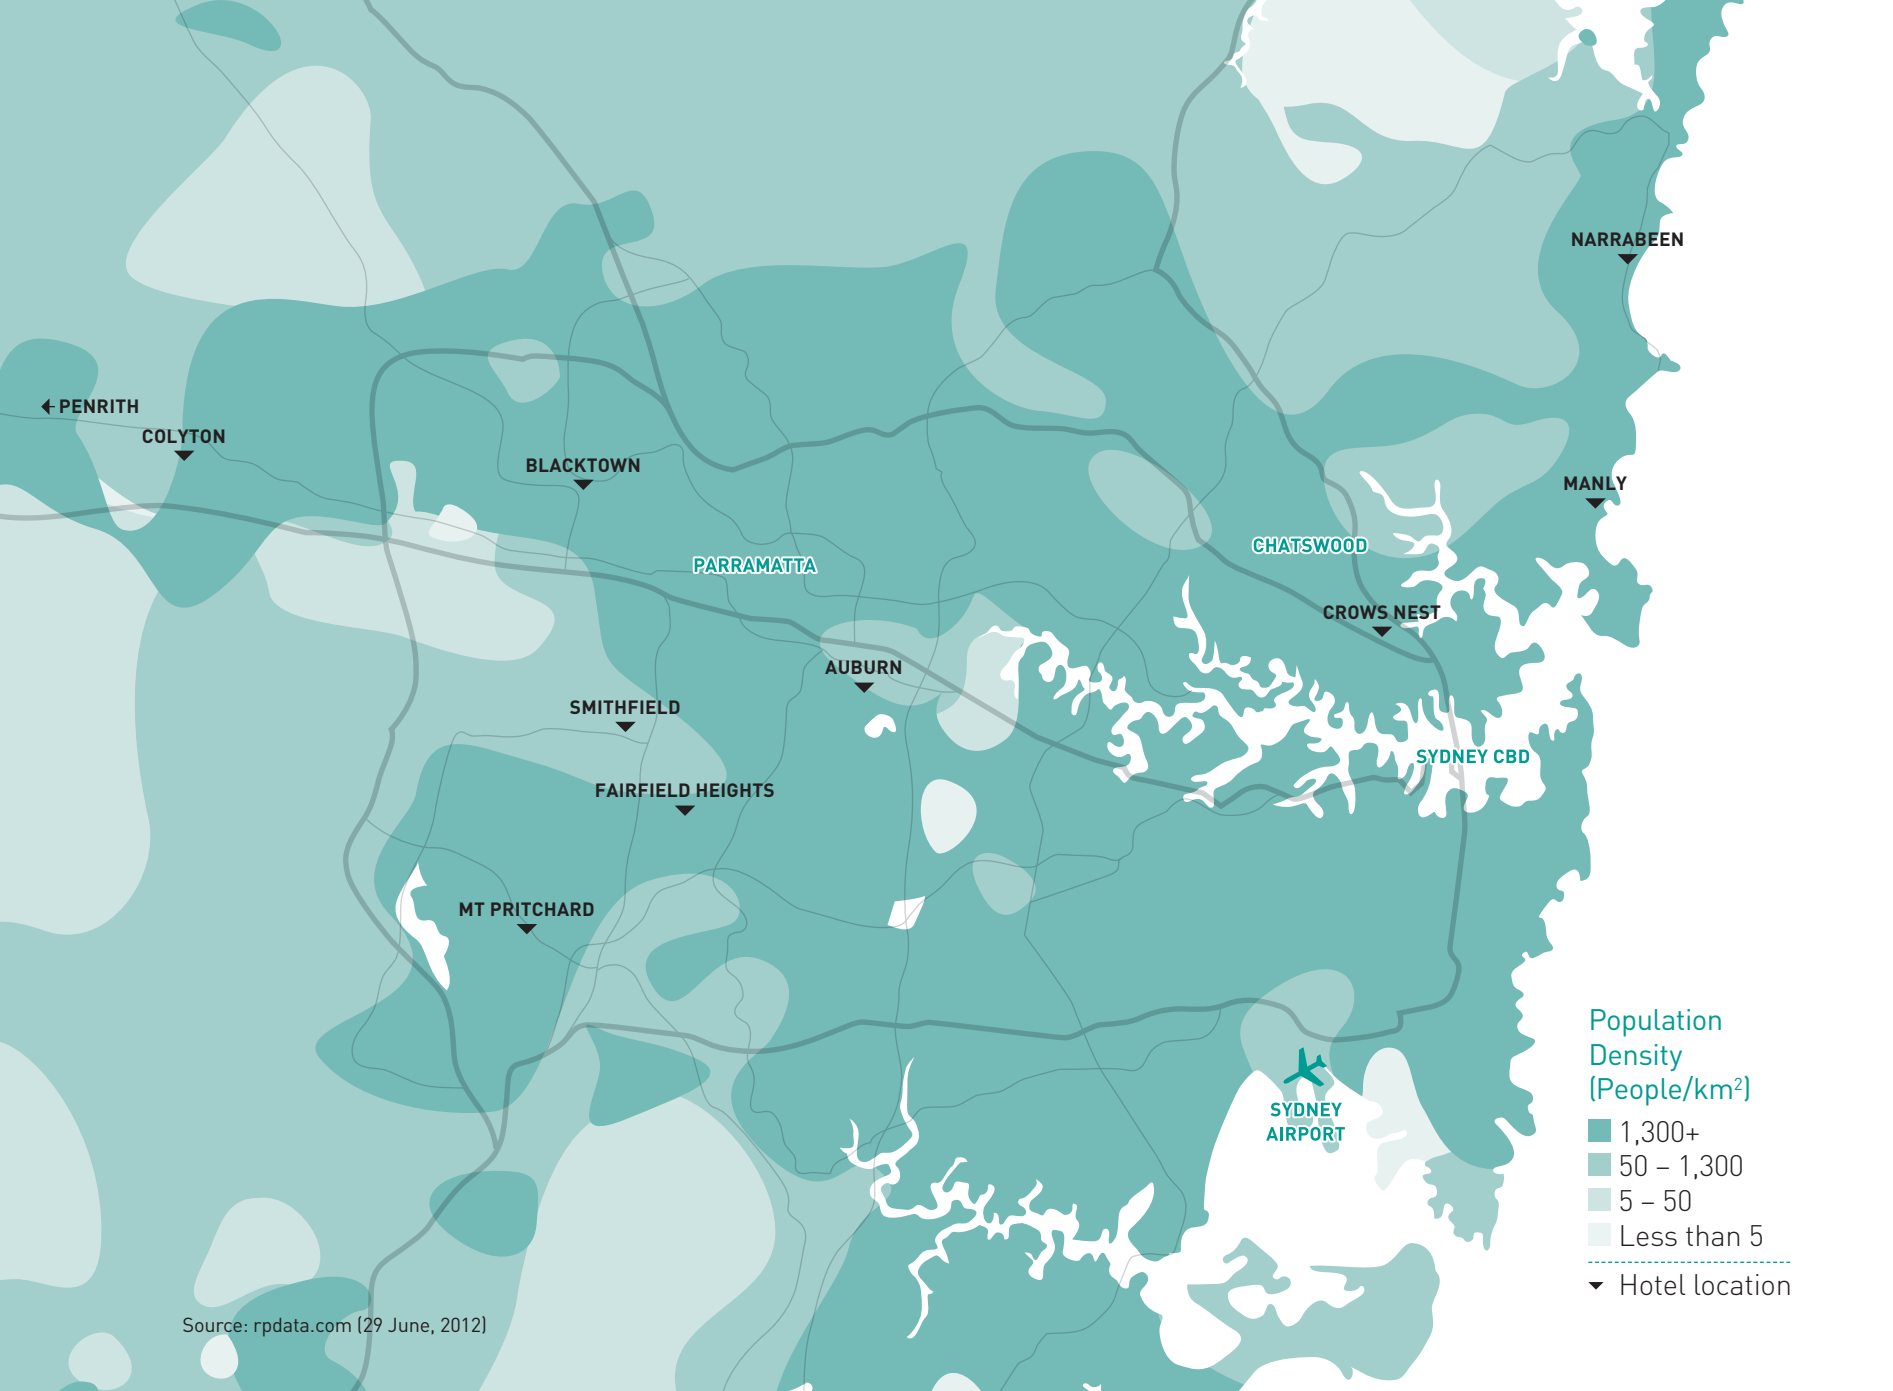 NARRABEEN
PENRITH
COLYTON
BLACKTOWN
MANLY
CHATSWOOD
PARRAMATTA
CROWS NEST
AUBURN
SMITHFIELD
SYDNEY CBD
FAIRFIELD HEIGHTS
MT PRITCHARD
SYDNEY
AIRPORT
Population
Density
(People/km²)
1,300+
50 – 1,300
5 – 50
Less than 5
Hotel location
Source: rpdata.com (29 June, 2012)